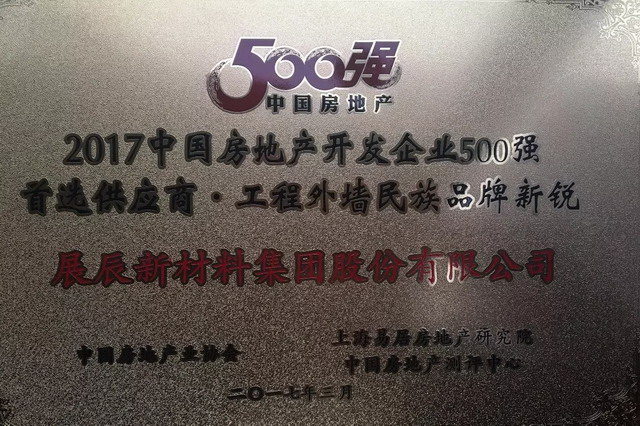 500强
中国房地产
2017中国房地产开发企业500强
首选供应商·工程外墙民族品牌新锐
展辰新材料集团股份有限公司
上海易居房地产研究院
中国房地产业协会
中国房地产测评中心
二〇一七年三月